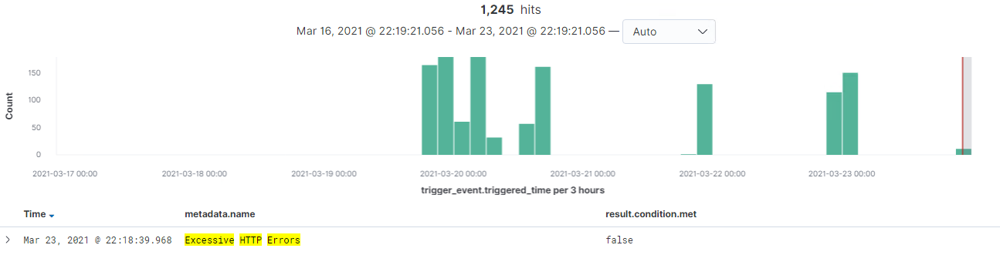 1,245 hits
Mar 16, 2021 @ 22:19:21.056 - Mar 23, 2021 @ 22:19:21.056 — Auto
Count
150
100
50
0
2021-03-17 00:00 2021-03-18 00:00 2021-03-19 00:00 2021-03-20 00:00 2021-03-21 00:00 2021-03-22 00:00 2021-03-23 00:00
trigger_event.triggered_time per 3 hours
Time metadata.name result.condition.met
Mar 23, 2021 @ 22:18:39.968 Excessive HTTP Errors false